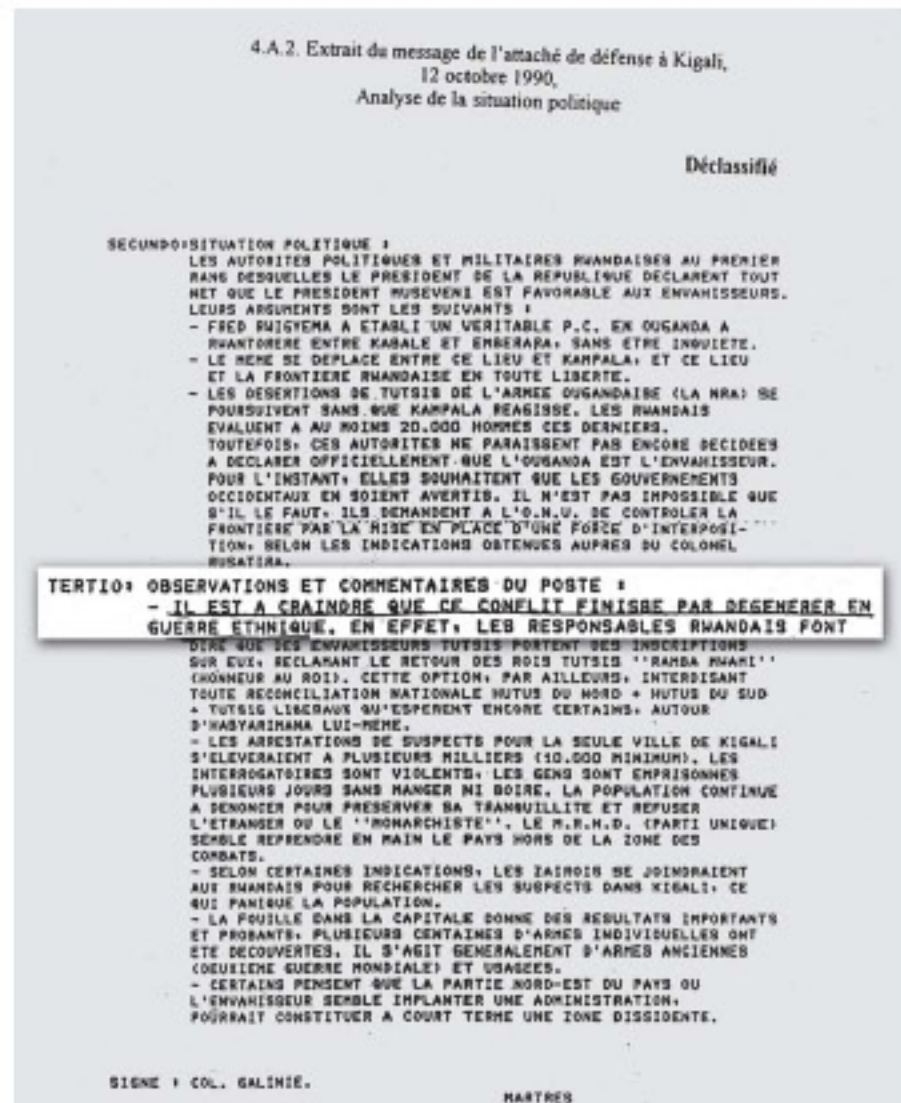 4.A.2. Extrait du message de l'attaché de défense à Kigali,
12 octobre 1990,
Analyse de la situation politique
Déclassifié
SECUNDO:SITUATION POLITIQUE :
LES AUTORITES POLITIQUES ET MILITAIRES RWANDAISES AU PREMIER
RANG DESQUELLES LE PRESIDENT DE LA REPUBLIQUE DECLARENT TOUT
NET QUE LE PRESIDENT MUSEVENI EST FAVORABLE AUX ENVAHISSEURS.
LEURS ARGUMENTS SONT LES SUIVANTS :
- FRED RWIGYEMA A ETABLI UN VERITABLE P.C. EN OUGANDA A
RWANTORERE ENTRE KABALE ET EMBERARA, SANS ETRE INQUIETE.
- LE MEME SE DEPLACE ENTRE CE LIEU ET KAMPALA, ET CE LIEU
ET LA FRONTIERE RWANDAISE EN TOUTE LIBERTE.
- LES DESERTIONS DE TUTSIS DE L'ARMEE OUGANDAISE (LA NRA) SE
POURSUIVENT SANS QUE KAMPALA REAGISSE. LES RWANDAIS
EVALUENT A AU MOINS 20.000 HOMMES CES DERNIERS.
TOUTEFOIS, CES AUTORITES NE PARAISSENT PAS ENCORE DECIDEES
A DECLARER OFFICIELLEMENT QUE L'OUGANDA EST L'ENVAHISSEUR.
POUR L'INSTANT, ELLES SOUHAITENT QUE LES GOUVERNEMENTS
OCCIDENTAUX EN SOIENT AVERTIS. IL N'EST PAS IMPOSSIBLE QUE
S'IL LE FAUT, ILS DEMANDENT A L'O.N.U. DE CONTROLER LA
FRONTIERE PAR LA MISE EN PLACE D'UNE FORCE D'INTERPOSI-
TION, SELON LES INDICATIONS OBTENUES AUPRES DU COLONEL
RUSATIRA.
TERTIO: OBSERVATIONS ET COMMENTAIRES DU POSTE :
- IL EST A CRAINDRE QUE CE CONFLIT FINISSE PAR DEGENERER EN
GUERRE ETHNIQUE. EN EFFET, LES RESPONSABLES RWANDAIS FONT
DIRE QUE DES ENVAHISSEURS TUTSIS PORTENT DES INSCRIPTIONS
SUR EUX, RECLAMANT LE RETOUR DES ROIS TUTSIS ''RAMBA MWAMI''
(HONNEUR AU ROI). CETTE OPTION, PAR AILLEURS, INTERDISANT
TOUTE RECONCILIATION NATIONALE HUTUS DU NORD + HUTUS DU SUD
+ TUTSIS LIBERAUX QU'ESPERENT ENCORE CERTAINS, AUTOUR
D'HABYARIMANA LUI-MEME.
- LES ARRESTATIONS DE SUSPECTS POUR LA SEULE VILLE DE KIGALI
S'ELEVERAIENT A PLUSIEURS MILLIERS (10.000 MINIMUM). LES
INTERROGATOIRES SONT VIOLENTS, LES GENS SONT EMPRISONNES
PLUSIEURS JOURS SANS MANGER NI BOIRE. LA POPULATION CONTINUE
A DENONCER POUR PRESERVER SA TRANQUILLITE ET REFUSER
L'ETRANGER OU LE ''MONARCHISTE''. LE M.R.N.D. (PARTI UNIQUE)
SEMBLE REPRENDRE EN MAIN LE PAYS HORS DE LA ZONE DES
COMBATS.
- SELON CERTAINES INDICATIONS, LES ZAIROIS SE JOINDRAIENT
AUX RWANDAIS POUR RECHERCHER LES SUSPECTS DANS KIGALI, CE
QUI PANIQUE LA POPULATION.
- LA FOUILLE DANS LA CAPITALE DONNE DES RESULTATS IMPORTANTS
ET PROBANTS, PLUSIEURS CENTAINES D'ARMES INDIVIDUELLES ONT
ETE DECOUVERTES. IL S'AGIT GENERALEMENT D'ARMES ANCIENNES
(DEUXIEME GUERRE MONDIALE) ET USAGEES.
- CERTAINS PENSENT QUE LA PARTIE NORD-EST DU PAYS OU
L'ENVAHISSEUR SEMBLE IMPLANTER UNE ADMINISTRATION,
POURRAIT CONSTITUER A COURT TERME UNE ZONE DISSIDENTE.
SIGNE : COL. GALINIE.
MARTRES